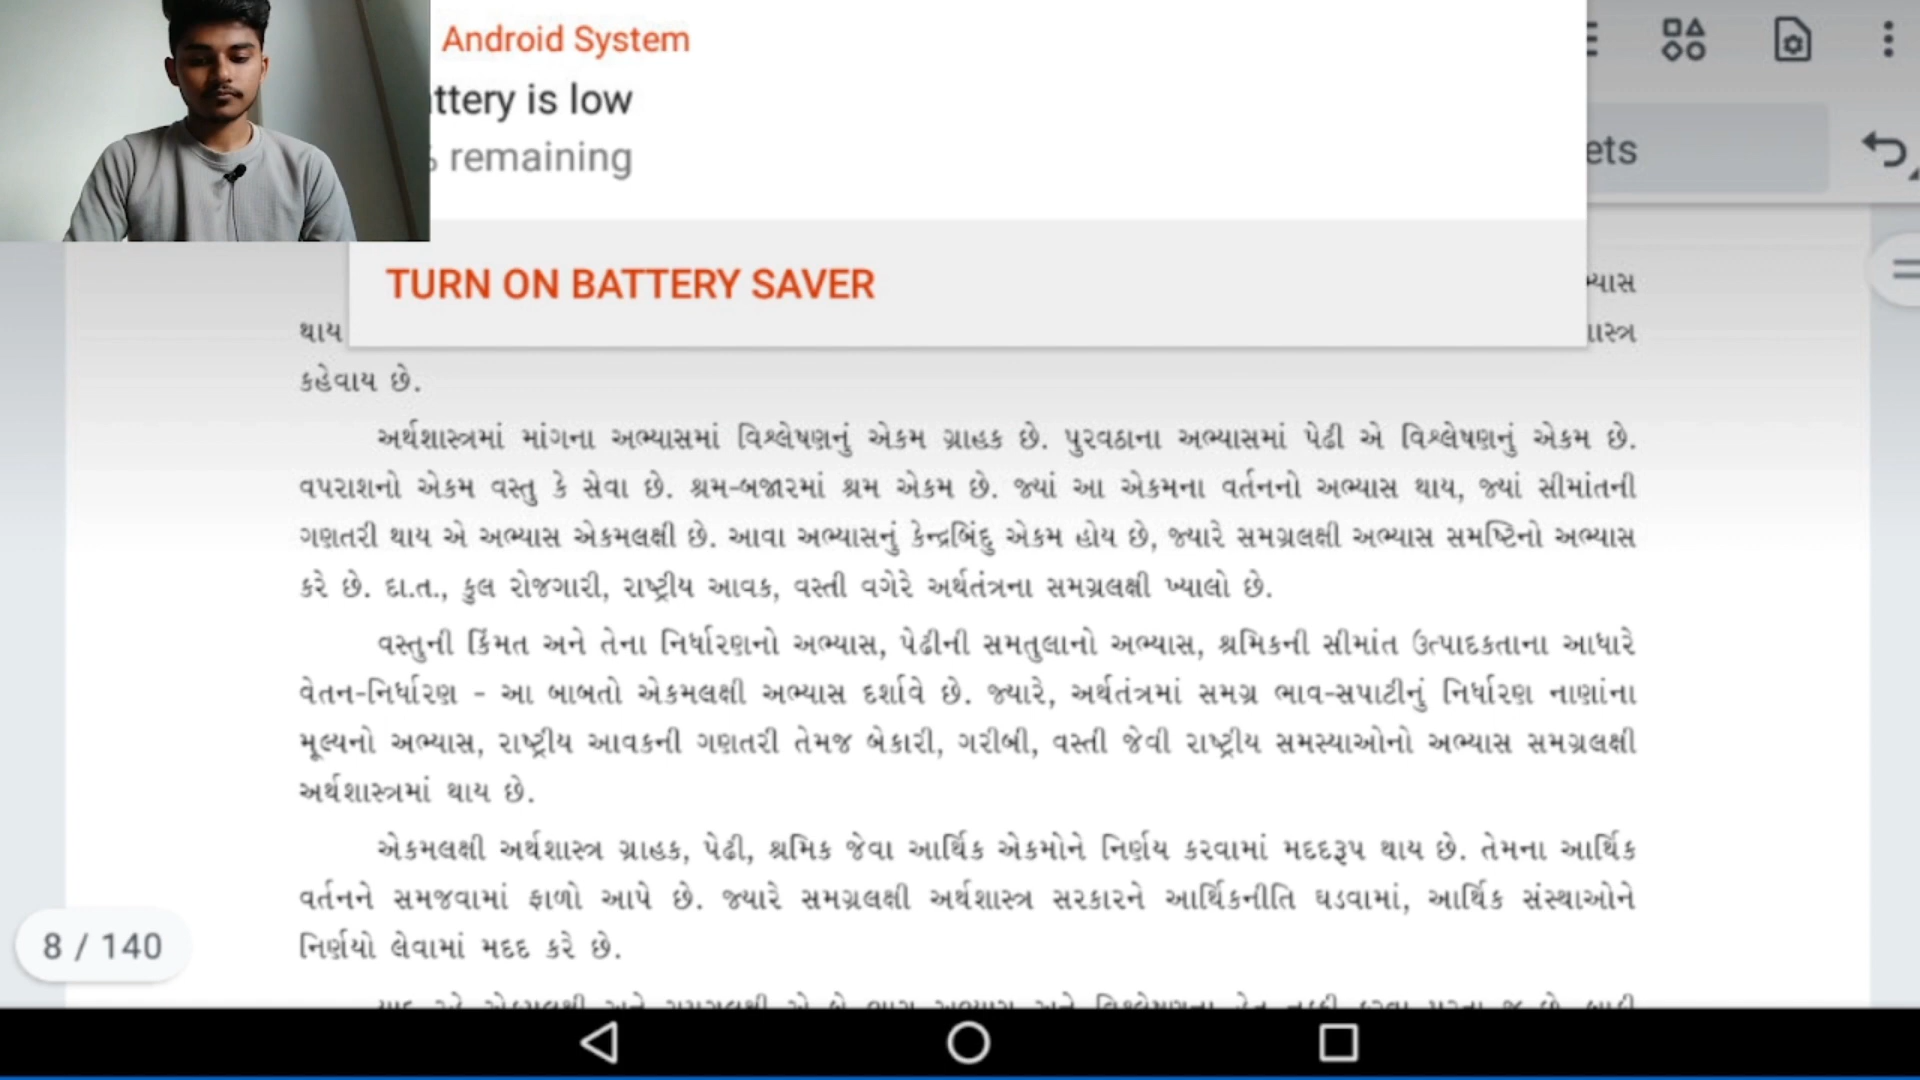 Android System
ttery is low
remaining
ets
TURN ON BATTERY SAVER
થાય
કહેવાય છે.
અર્થશાસ્ત્રમાં માંગના અભ્યાસમાં વિશ્લેષણનું એકમ ગ્રાહક છે. પુરવઠાના અભ્યાસમાં પેઢી એ વિશ્લેષણનું એકમ છે.
વપરાશનો એકમ વસ્તુ કે સેવા છે. શ્રમ-બજારમાં શ્રમ એકમ છે. જ્યાં આ એકમના વર્તનનો અભ્યાસ થાય, જ્યાં સીમાંતની
ગણતરી થાય એ અભ્યાસ એકમલક્ષી છે. આવા અભ્યાસનું કેન્દ્રબિંદુ એકમ હોય છે, જ્યારે સમગ્રલક્ષી અભ્યાસ સમષ્ટિનો અભ્યાસ
કરે છે. દા.ત., કુલ રોજગારી, રાષ્ટ્રીય આવક, વસ્તી વગેરે અર્થતંત્રના સમગ્રલક્ષી ખ્યાલો છે.
વસ્તુની કિંમત અને તેના નિર્ધારણનો અભ્યાસ, પેઢીની સમતુલાનો અભ્યાસ, શ્રમિકની સીમાંત ઉત્પાદકતાના આધારે
વેતન-નિર્ધારણ - આ બાબતો એકમલક્ષી અભ્યાસ દર્શાવે છે. જ્યારે, અર્થતંત્રમાં સમગ્ર ભાવ-સપાટીનું નિર્ધારણ નાણાંના
મૂલ્યનો અભ્યાસ, રાષ્ટ્રીય આવકની ગણતરી તેમજ બેકારી, ગરીબી, વસ્તી જેવી રાષ્ટ્રીય સમસ્યાઓનો અભ્યાસ સમગ્રલક્ષી
અર્થશાસ્ત્રમાં થાય છે.
એકમલક્ષી અર્થશાસ્ત્ર ગ્રાહક, પેઢી, શ્રમિક જેવા આર્થિક એકમોને નિર્ણય કરવામાં મદદરૂપ થાય છે. તેમના આર્થિક
વર્તનને સમજવામાં ફાળો આપે છે. જ્યારે સમગ્રલક્ષી અર્થશાસ્ત્ર સરકારને આર્થિકનીતિ ઘડવામાં, આર્થિક સંસ્થાઓને
નિર્ણયો લેવામાં મદદ કરે છે.
8 / 140